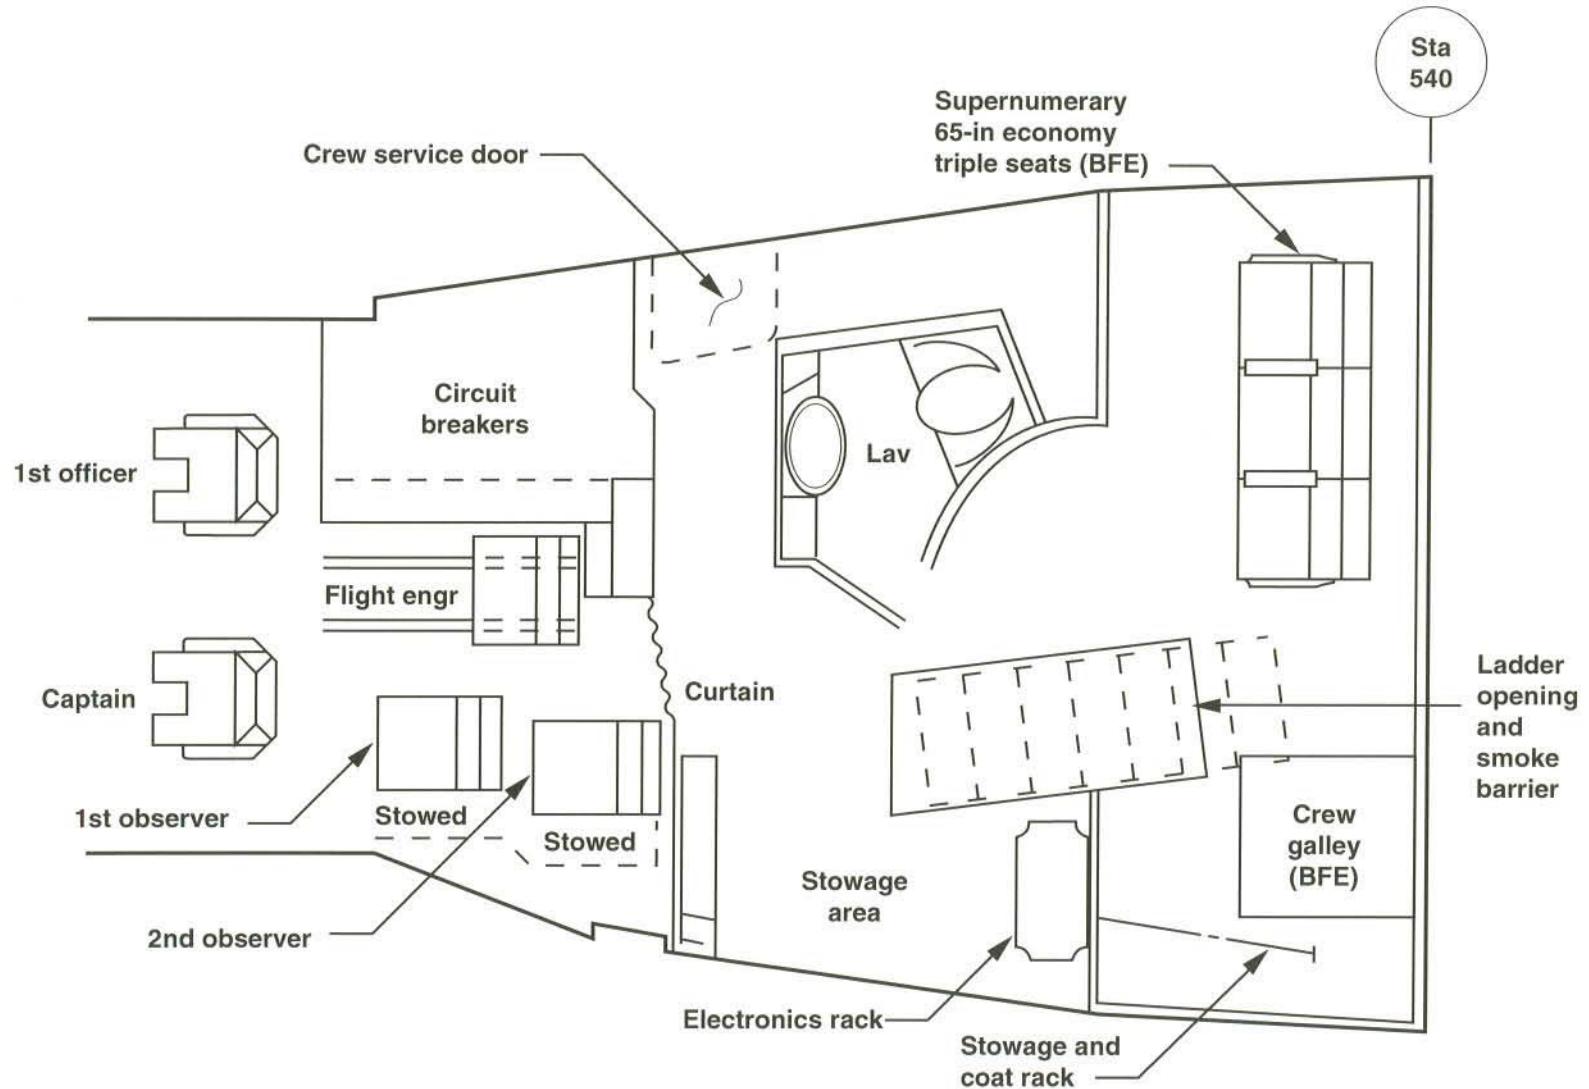 Sta
540
Supernumerary
65-in economy
triple seats (BFE)
Crew service door
Circuit
breakers
1st officer
Lav
Flight engr
Captain
Curtain
Ladder
opening
and
smoke
barrier
1st observer
Stowed
Stowed
Crew
galley
(BFE)
Stowage
area
2nd observer
Electronics rack
Stowage and
coat rack